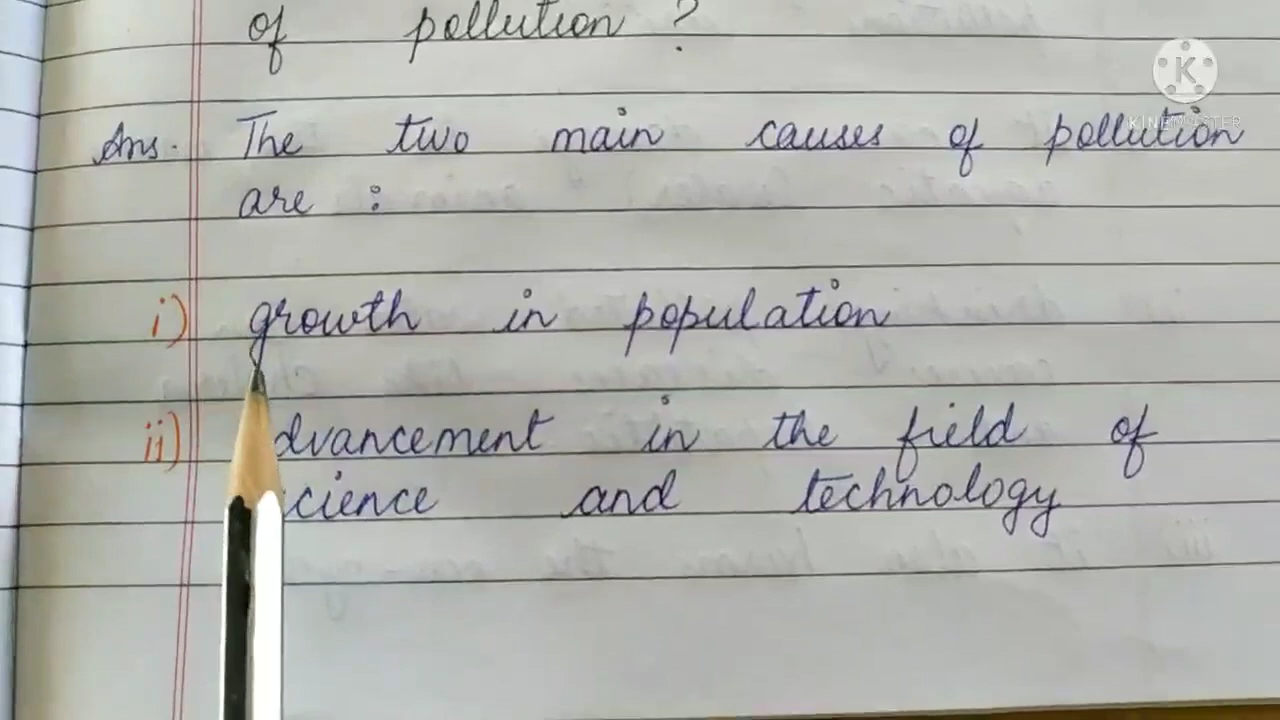 of pollution ?
Ans. The two main causes of pollution
are :
i) growth in population
ii) dvancement in the field of
cience and technology
K
KINEMASTER